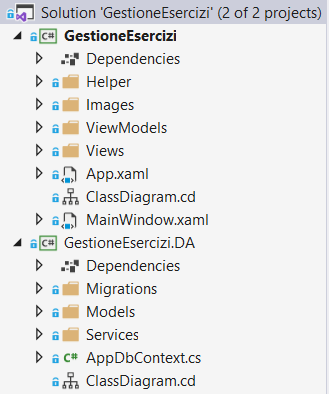 Solution 'GestioneEsercizi' (2 of 2 projects)
C# GestioneEsercizi
Dependencies
Helper
Images
ViewModels
Views
App.xaml
ClassDiagram.cd
MainWindow.xaml
C# GestioneEsercizi.DA
Dependencies
Migrations
Models
Services
C# AppDbContext.cs
ClassDiagram.cd